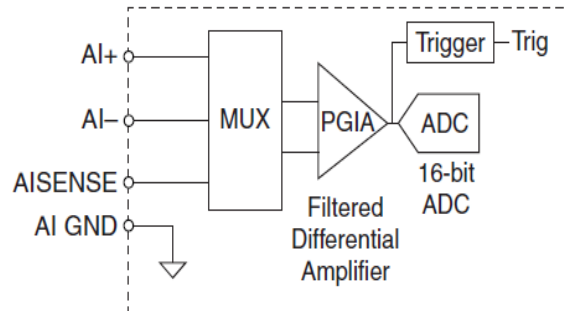 AI+
AI–
AISENSE
AI GND
MUX
PGIA
Filtered
Differential
Amplifier
Trigger
Trig
ADC
16-bit
ADC